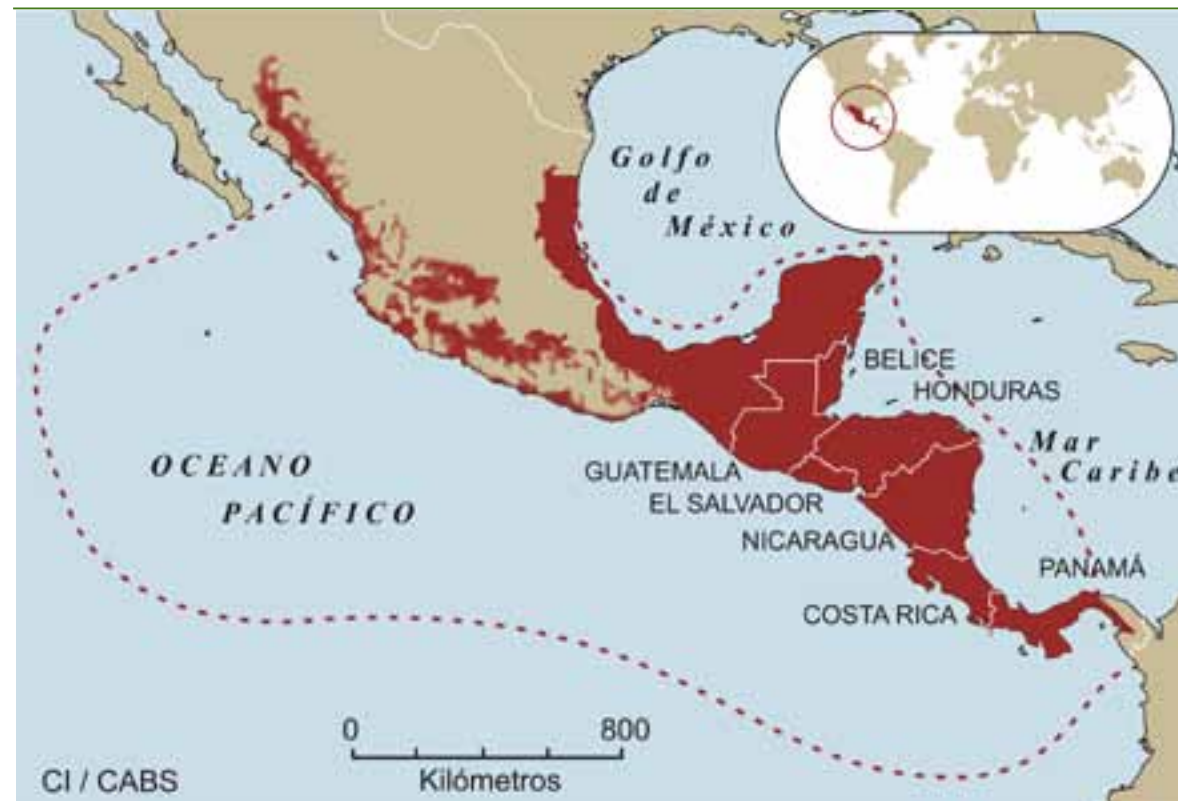 Golfo
de
México
BELICE
HONDURAS
Mar
Caribe
OCEANO
PACÍFICO
GUATEMALA
EL SALVADOR
NICARAGUA
PANAMÁ
COSTA RICA
0 800
Kilómetros
CI / CABS